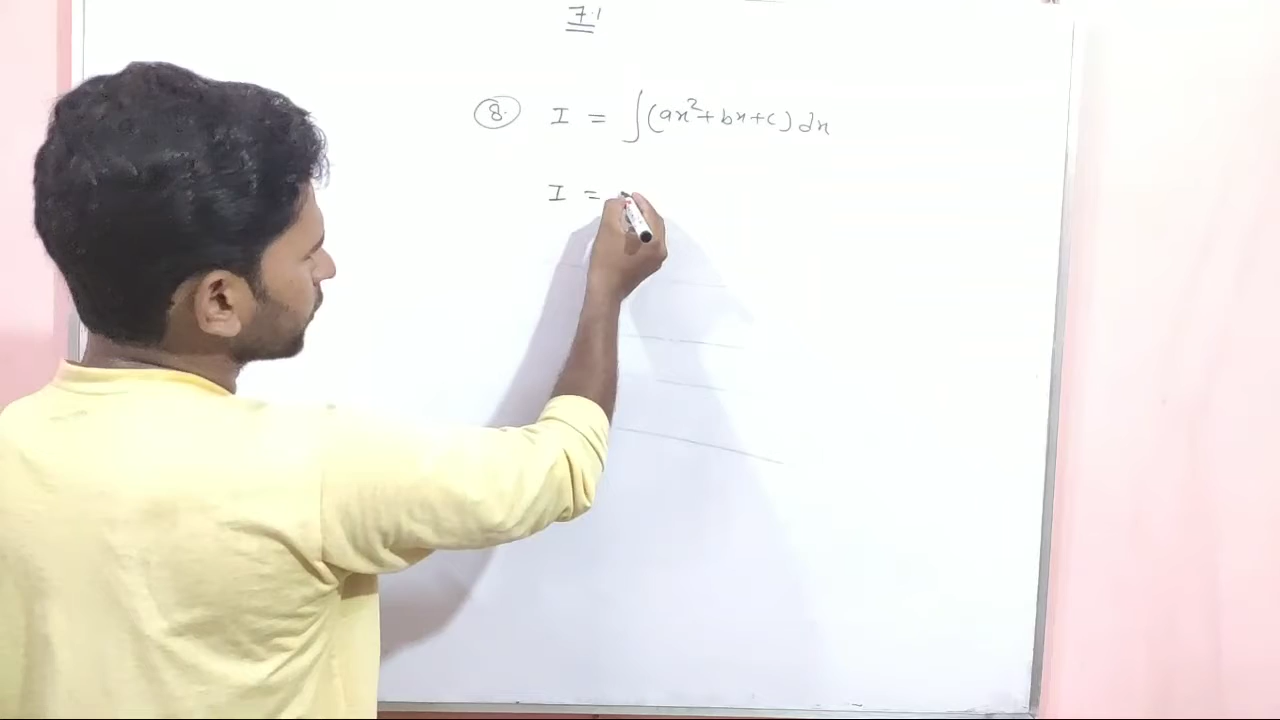 7.1
8. I = ∫(ax²+bx+c) dx
I =